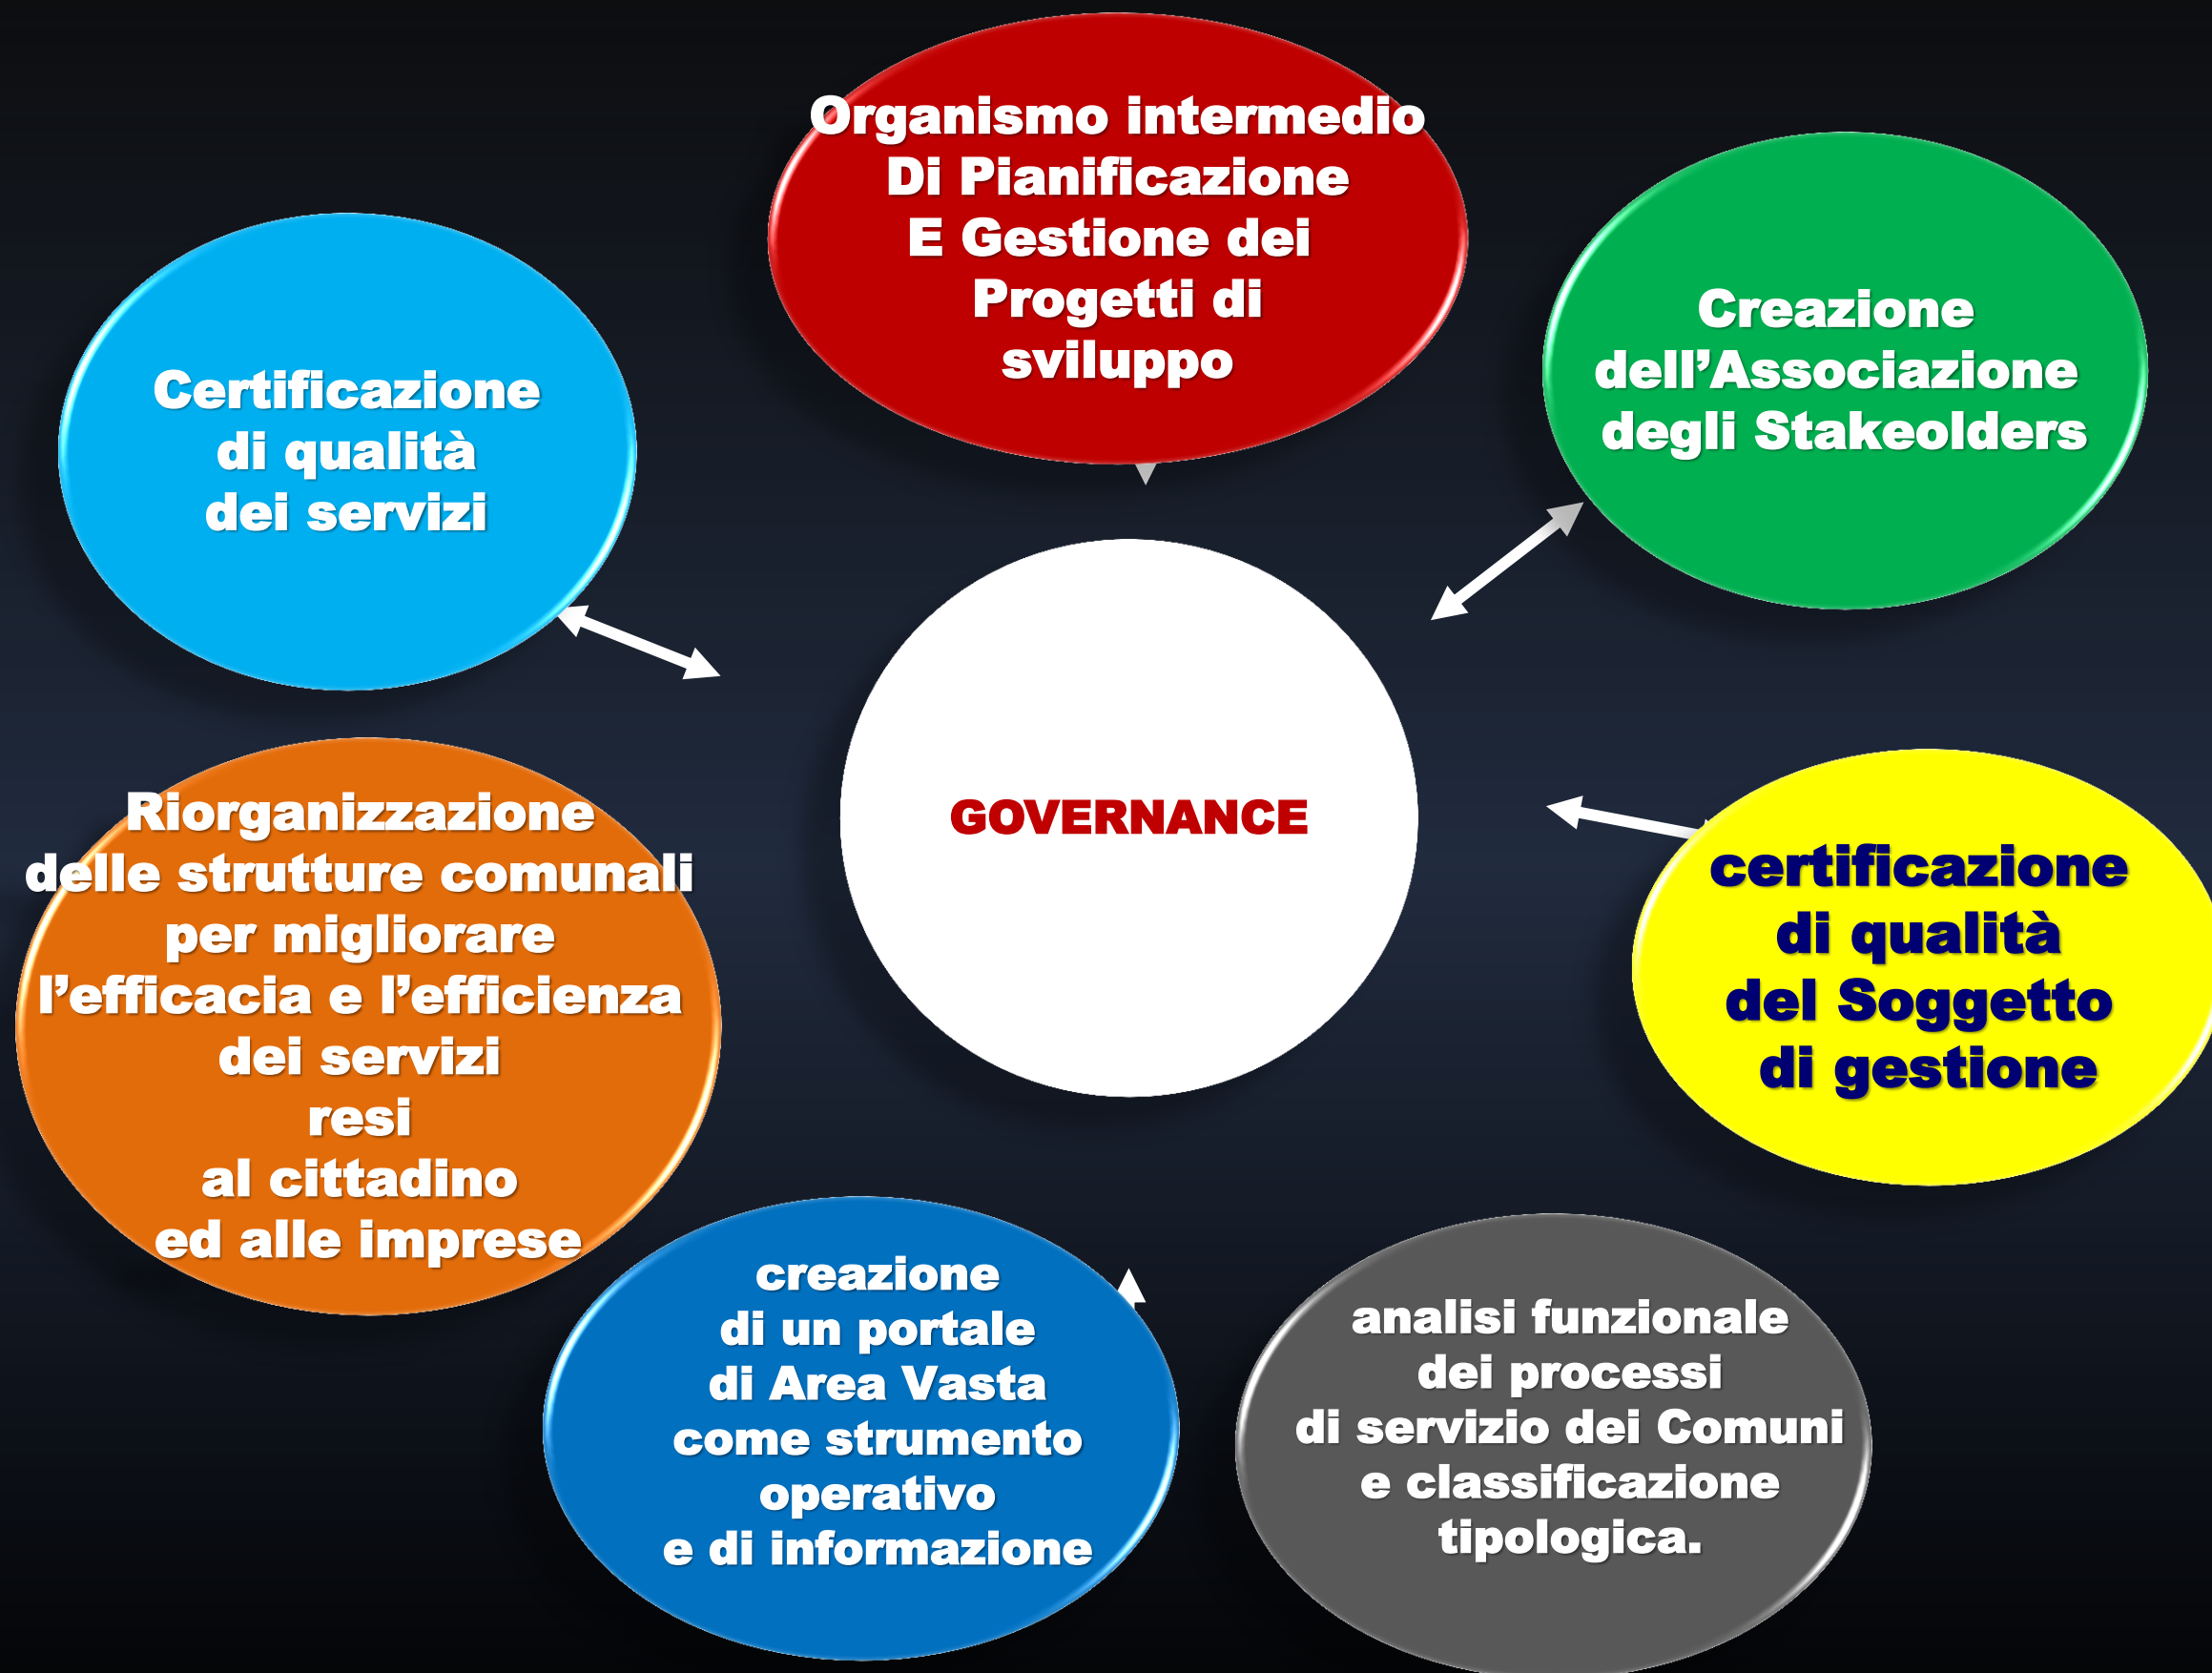 Organismo intermedio
Di Pianificazione
E Gestione dei
Progetti di
sviluppo
Creazione
dell’Associazione
degli Stakeolders
Certificazione
di qualità
dei servizi
GOVERNANCE
certificazione
di qualità
del Soggetto
di gestione
Riorganizzazione
delle strutture comunali
per migliorare
l’efficacia e l’efficienza
dei servizi
resi
al cittadino
ed alle imprese
creazione
di un portale
di Area Vasta
come strumento
operativo
e di informazione
analisi funzionale
dei processi
di servizio dei Comuni
e classificazione
tipologica.